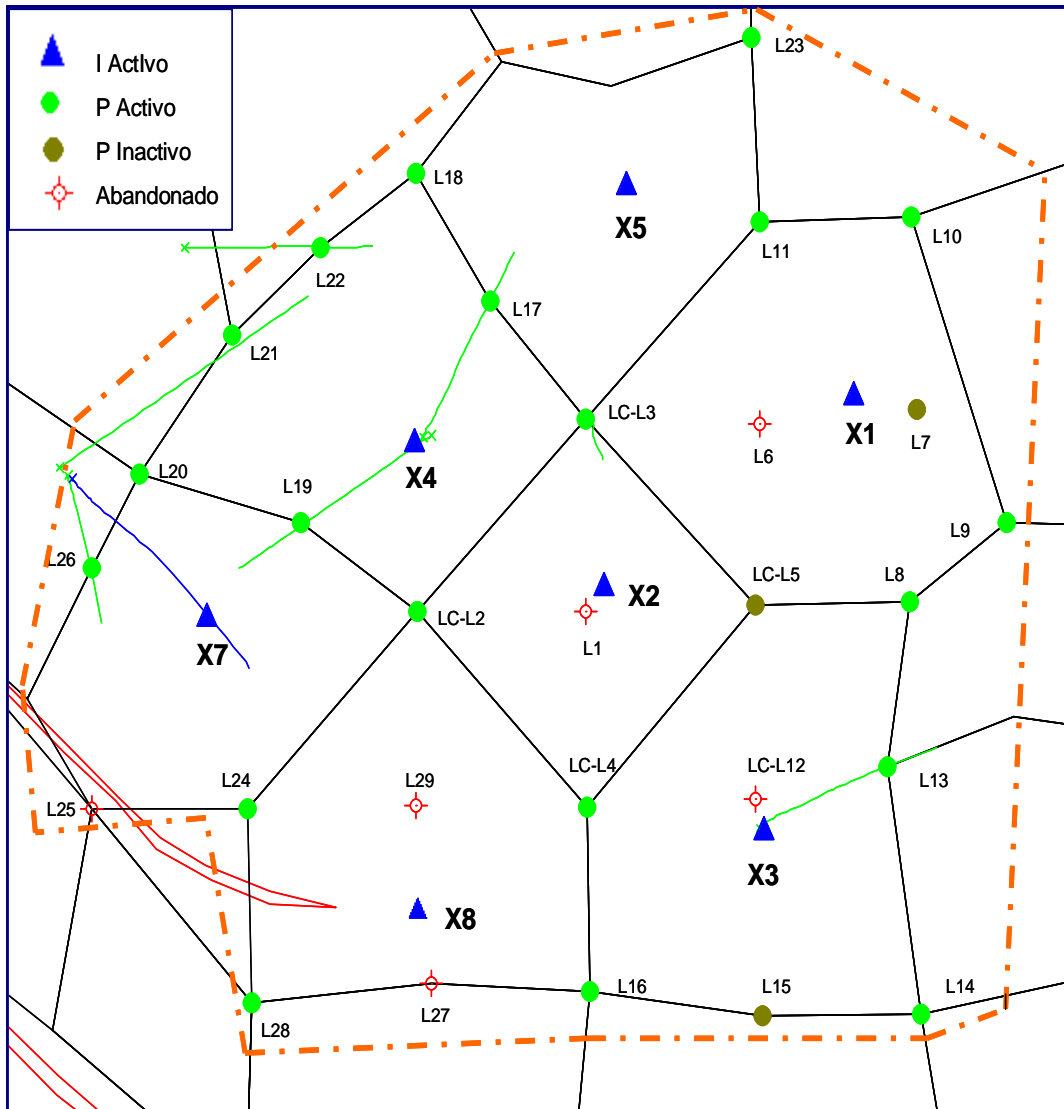 I Actlvo
P Activo
P Inactivo
Abandonado
L23
L18
X5
L11
L10
L22
L17
L21
LC-L3
X1
L7
L6
X4
L20
L19
L9
L26
LC-L5
L8
X2
LC-L2
L1
X7
L24
L29
LC-L4
LC-L12
L13
L25
X3
X8
L27
L16
L15
L14
L28